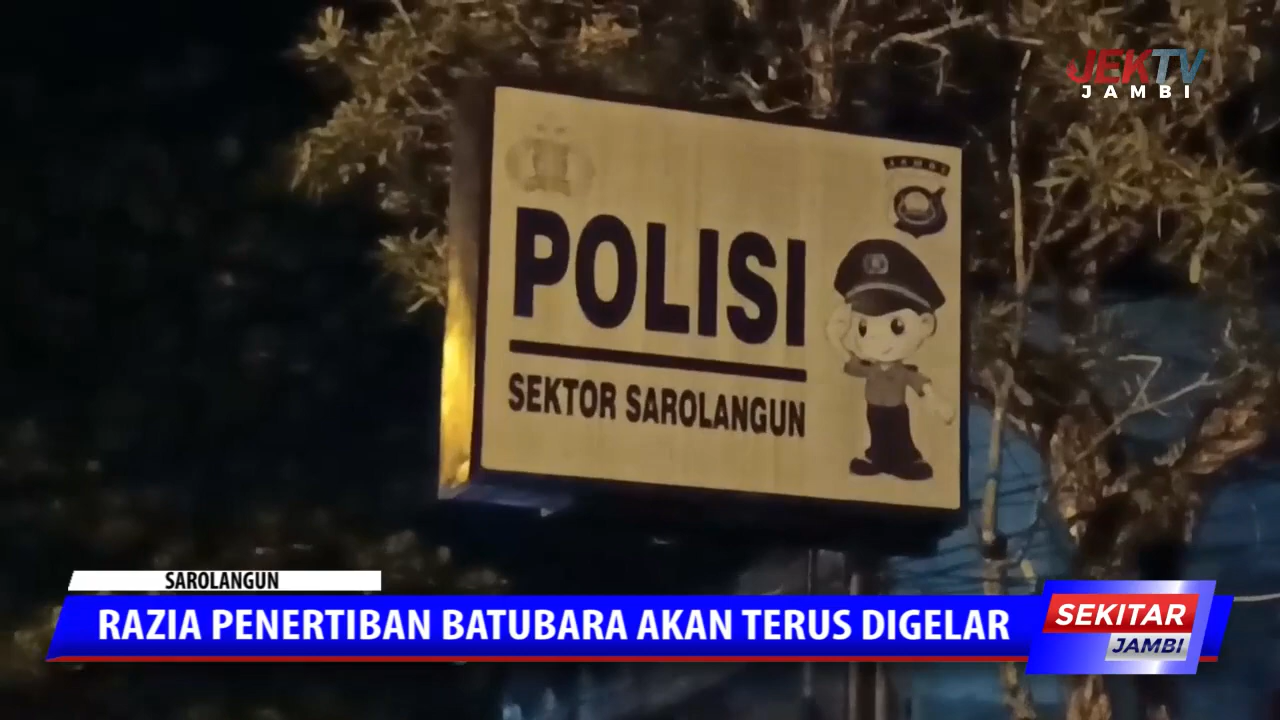 JEKTV
JAMBI
JAMBI
POLISI
SEKTOR SAROLANGUN
SAROLANGUN
RAZIA PENERTIBAN BATUBARA AKAN TERUS DIGELAR
SEKITAR
JAMBI